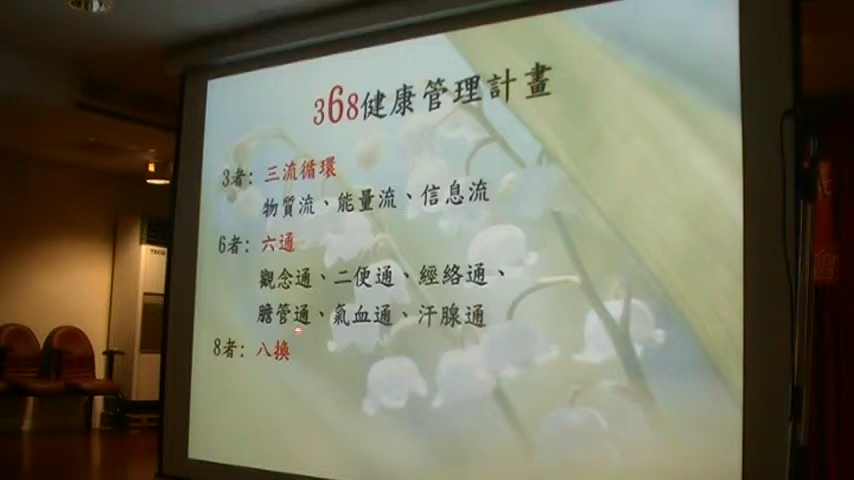 368健康管理計畫
3者：三流循環
物質流、能量流、信息流
6者：六通
觀念通、二便通、經絡通、
膽管通、氣血通、汗腺通
8者：八換
TECO